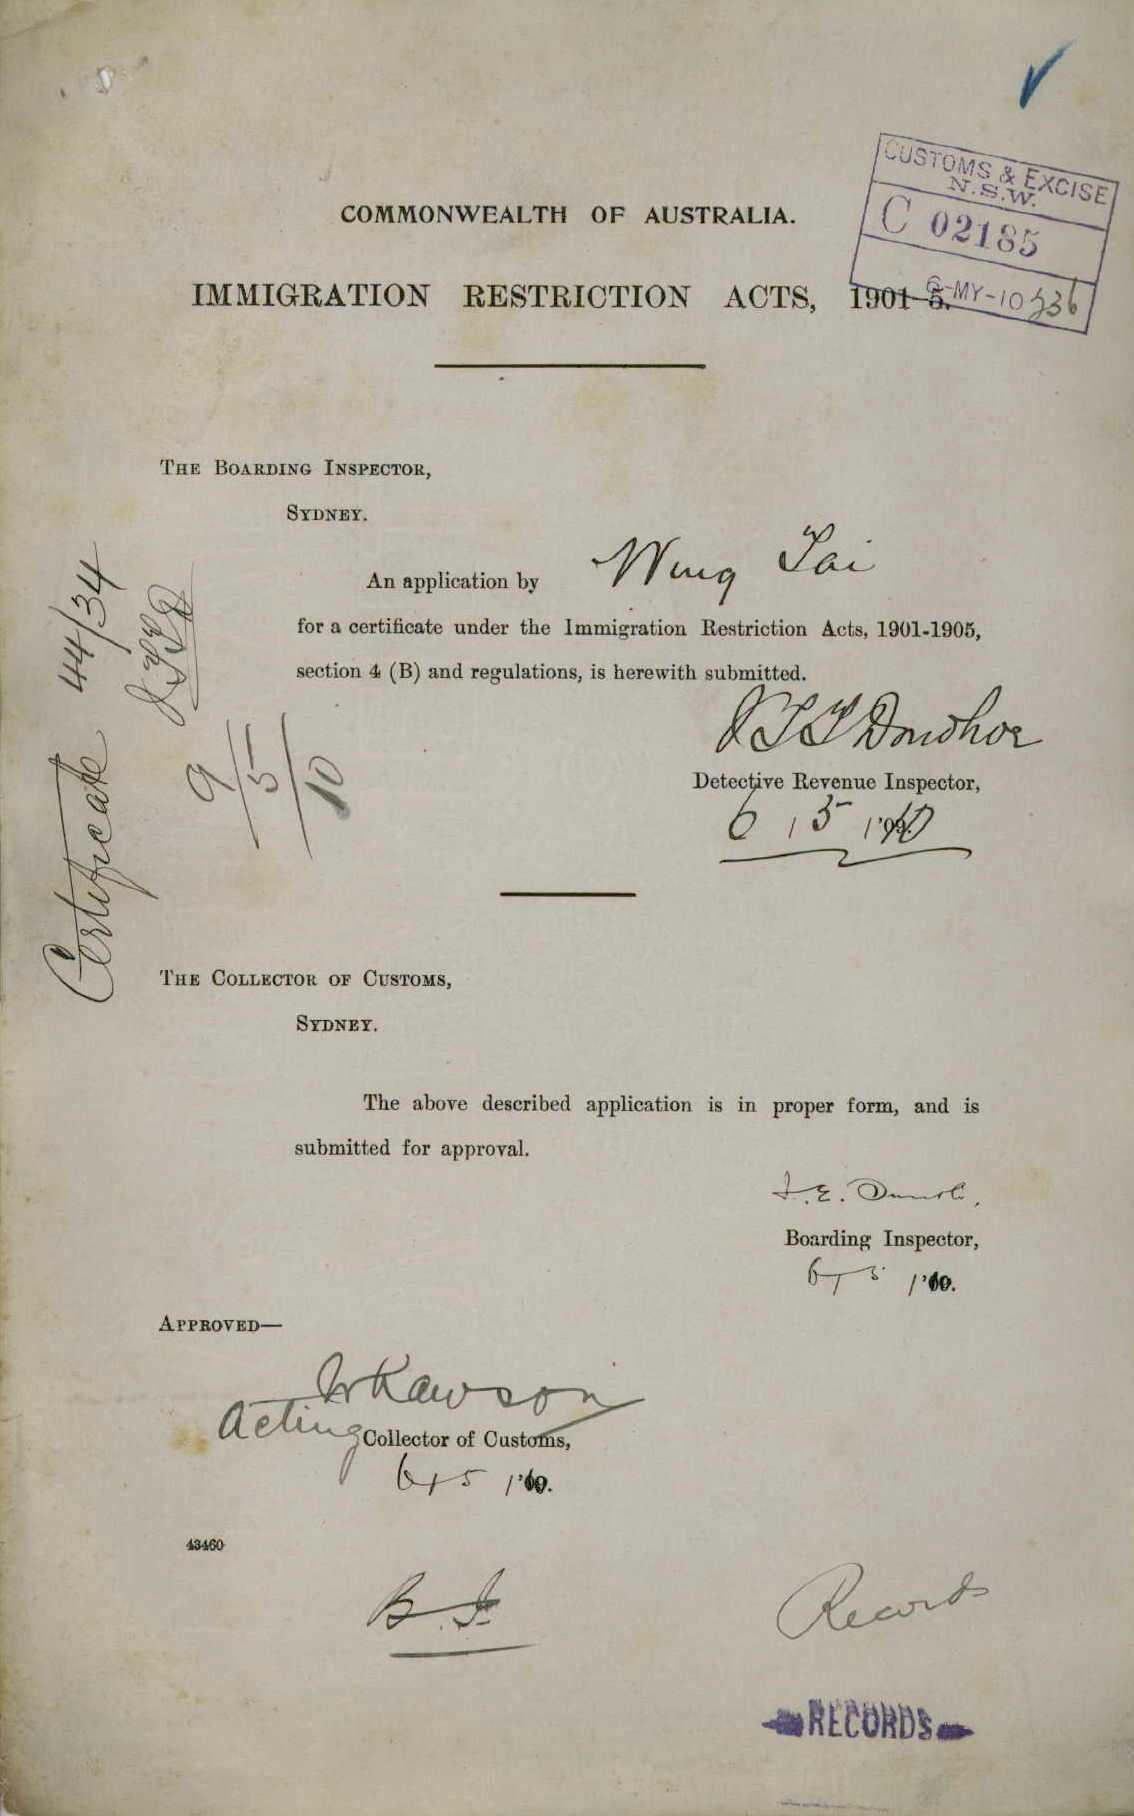 CUSTOMS & EXCISE
N.S.W.
C 02185
6-MY-10 536
COMMONWEALTH OF AUSTRALIA.
IMMIGRATION RESTRICTION ACTS, 1901-5.
THE BOARDING INSPECTOR,
SYDNEY.
An application by Wing Tai
for a certificate under the Immigration Restriction Acts, 1901-1905,
section 4 (B) and regulations, is herewith submitted.
J T T Donohoe
Detective Revenue Inspector,
6 / 5 /'10
Certificate 44/34
JTTD
9/5/10
THE COLLECTOR OF CUSTOMS,
SYDNEY.
The above described application is in proper form, and is
submitted for approval.
Boarding Inspector,
6/5 /'10.
APPROVED—
Acting Collector of Customs,
6/5 /'10.
43460
B. I.
Records
RECORDS